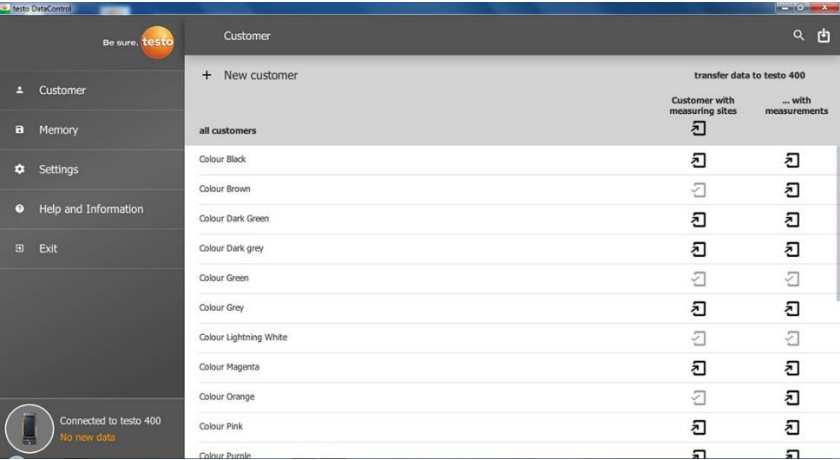 testo DataControl
Be sure. testo
Customer
Memory
Settings
Help and Information
Exit
Connected to testo 400
No new data
Customer
+ New customer
transfer data to testo 400
Customer with
measuring sites
... with
measurements
all customers
Colour Black
Colour Brown
Colour Dark Green
Colour Dark grey
Colour Green
Colour Grey
Colour Lightning White
Colour Magenta
Colour Orange
Colour Pink
Colour Purple